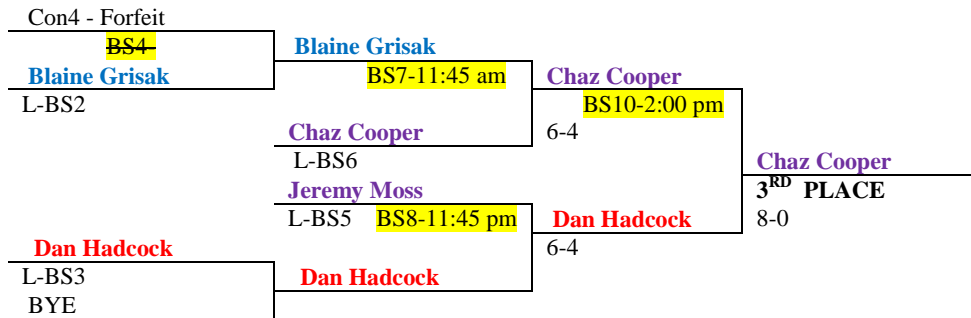 Con4 - Forfeit
BS4-
Blaine Grisak
Blaine Grisak
BS7-11:45 am
Chaz Cooper
L-BS2
BS10-2:00 pm
Chaz Cooper
6-4
L-BS6
Chaz Cooper
Jeremy Moss
3RD PLACE
L-BS5 BS8-11:45 pm
Dan Hadcock
8-0
Dan Hadcock
6-4
L-BS3
Dan Hadcock
BYE